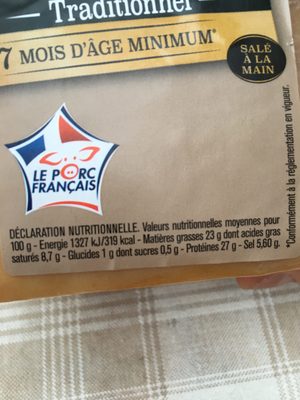 Traditionnel
7 MOIS D'ÂGE MINIMUM*
SALÉ
À LA
MAIN
LE PORC
FRANÇAIS
DÉCLARATION NUTRITIONNELLE. Valeurs nutritionnelles moyennes pour
100 g - Energie 1327 kJ/319 kcal - Matières grasses 23 g dont acides gras
saturés 8,7 g - Glucides 1 g dont sucres 0,5 g - Protéines 27 g - Sel 5,60 g.
*Conformément à la réglementation en vigueur.